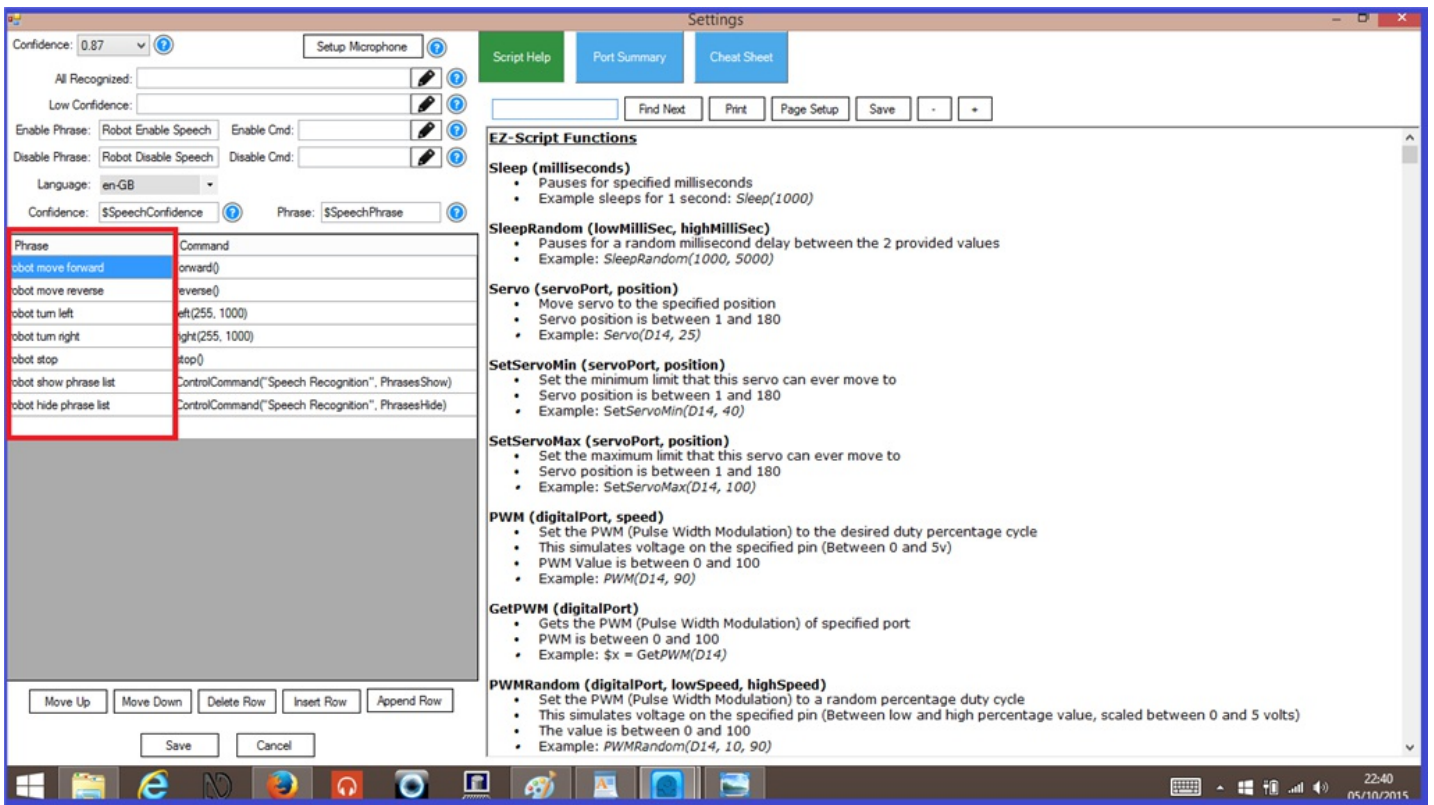 Settings
Confidence: 0.87
Setup Microphone
All Recognized:
Low Confidence:
Enable Phrase: Robot Enable Speech Enable Cmd:
Disable Phrase: Robot Disable Speech Disable Cmd:
Language: en-GB
Confidence: $SpeechConfidence Phrase: $SpeechPhrase
Phrase Command
obot move forward orward()
obot move reverse everse()
obot turn left eft(255, 1000)
obot turn right ight(255, 1000)
obot stop stop()
obot show phrase list ControlCommand("Speech Recognition", PhrasesShow)
obot hide phrase list ControlCommand("Speech Recognition", PhrasesHide)
Move Up Move Down Delete Row Insert Row Append Row
Save Cancel
Script Help Port Summary Cheat Sheet
Find Next Print Page Setup Save - +
EZ-Script Functions
Sleep (milliseconds)
• Pauses for specified milliseconds
• Example sleeps for 1 second: Sleep(1000)
SleepRandom (lowMilliSec, highMilliSec)
• Pauses for a random millisecond delay between the 2 provided values
• Example: SleepRandom(1000, 5000)
Servo (servoPort, position)
• Move servo to the specified position
• Servo position is between 1 and 180
• Example: Servo(D14, 25)
SetServoMin (servoPort, position)
• Set the minimum limit that this servo can ever move to
• Servo position is between 1 and 180
• Example: SetServoMin(D14, 40)
SetServoMax (servoPort, position)
• Set the maximum limit that this servo can ever move to
• Servo position is between 1 and 180
• Example: SetServoMax(D14, 100)
PWM (digitalPort, speed)
• Set the PWM (Pulse Width Modulation) to the desired duty percentage cycle
• This simulates voltage on the specified pin (Between 0 and 5v)
• PWM Value is between 0 and 100
• Example: PWM(D14, 90)
GetPWM (digitalPort)
• Gets the PWM (Pulse Width Modulation) of specified port
• PWM is between 0 and 100
• Example: $x = GetPWM(D14)
PWMRandom (digitalPort, lowSpeed, highSpeed)
• Set the PWM (Pulse Width Modulation) to a random percentage duty cycle
• This simulates voltage on the specified pin (Between low and high percentage value, scaled between 0 and 5 volts)
• The value is between 0 and 100
• Example: PWMRandom(D14, 10, 90)
22:40
05/10/2015